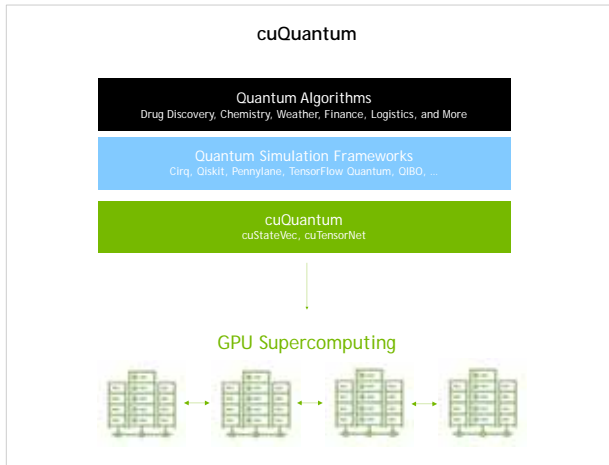 cuQuantum
Quantum Algorithms
Drug Discovery, Chemistry, Weather, Finance, Logistics, and More
Quantum Simulation Frameworks
Cirq, Qiskit, Pennylane, TensorFlow Quantum, QIBO, ...
cuQuantum
cuStateVec, cuTensorNet
GPU Supercomputing